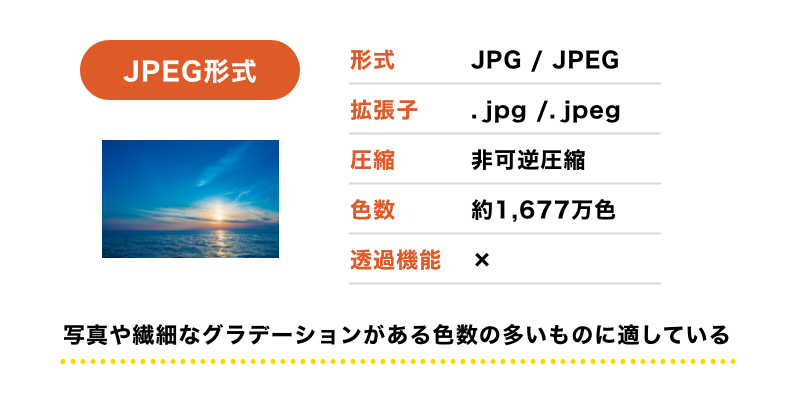 JPEG形式
形式 JPG / JPEG
拡張子 .jpg /.jpeg
圧縮 非可逆圧縮
色数 約1,677万色
透過機能 ×
写真や繊細なグラデーションがある色数の多いものに適している